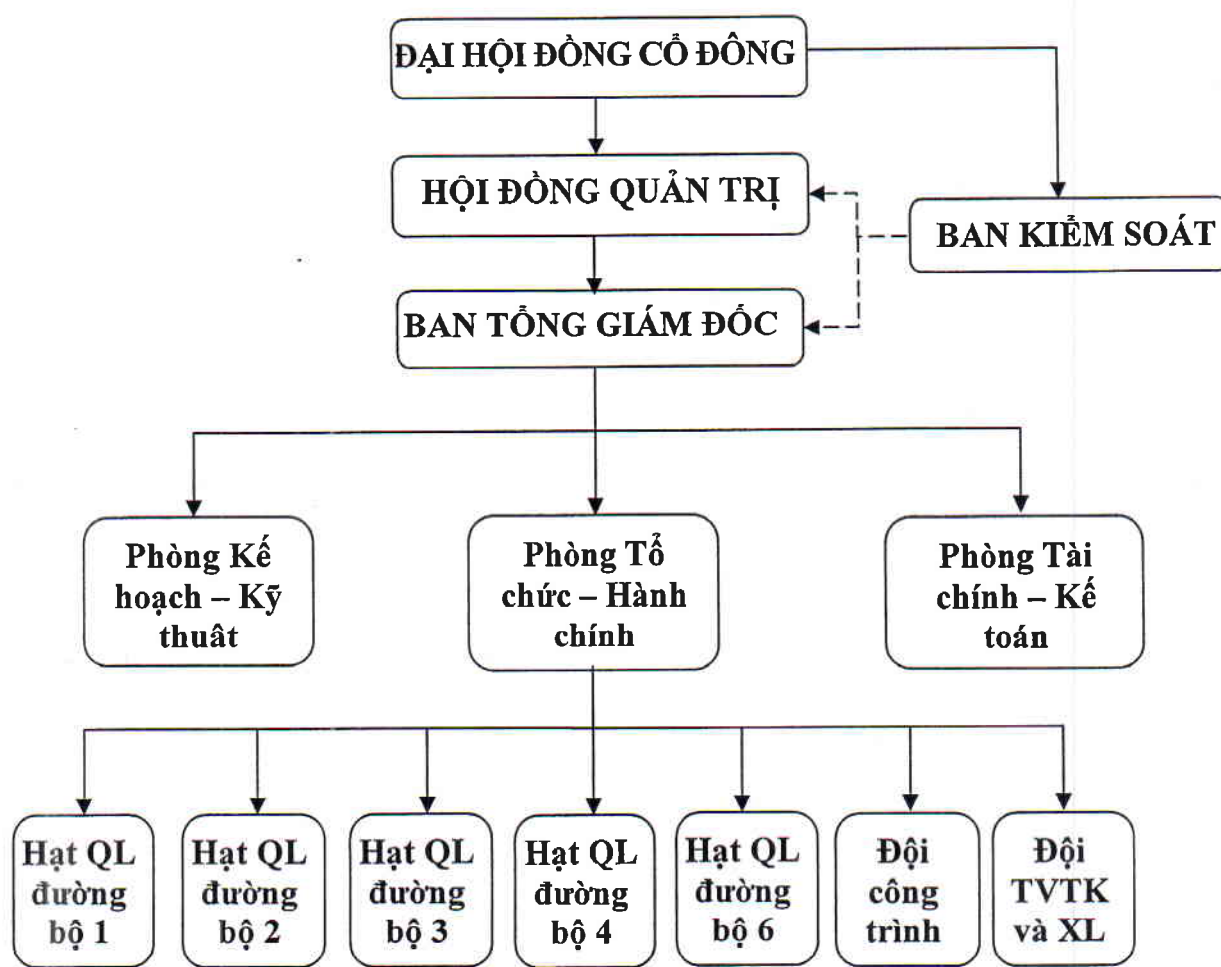 ĐẠI HỘI ĐỒNG CỔ ĐÔNG
HỘI ĐỒNG QUẢN TRỊ
BAN KIỂM SOÁT
BAN TỔNG GIÁM ĐỐC
Phòng Kế
hoạch – Kỹ
thuât
Phòng Tổ
chức – Hành
chính
Phòng Tài
chính – Kế
toán
Hạt QL
đường
bộ 1
Hạt QL
đường
bộ 2
Hạt QL
đường
bộ 3
Hạt QL
đường
bộ 4
Hạt QL
đường
bộ 6
Đội
công
trình
Đội
TVTK
và XL